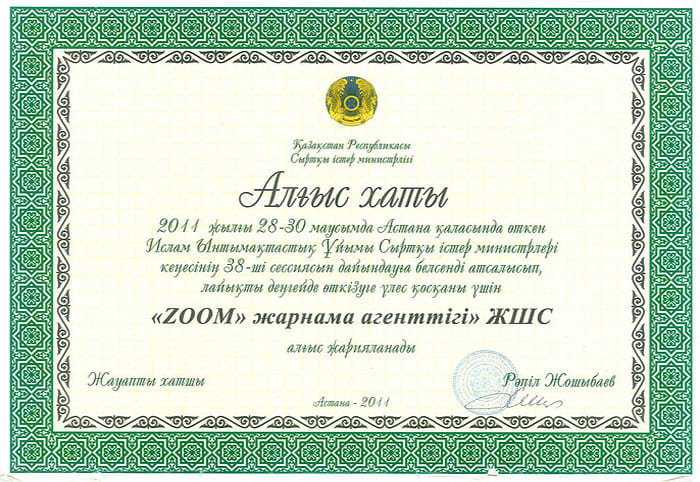 Қазақстан Республикасы
Сыртқы істер министрлігі
Алғыс хаты
2011 жылғы 28-30 маусымда Астана қаласында өткен
Ислам Ынтымақтастық Ұйымы Сыртқы істер министрлері
кеңесінің 38-ші сессиясын дайындауға белсенді атсалысып,
лайықты деңгейде өткізуге үлес қосқаны үшін
«ZOOM» жарнама агенттігі» ЖШС
алғыс жарияланады
Жауапты хатшы
Рәпіл Жошыбаев
Астана - 2011